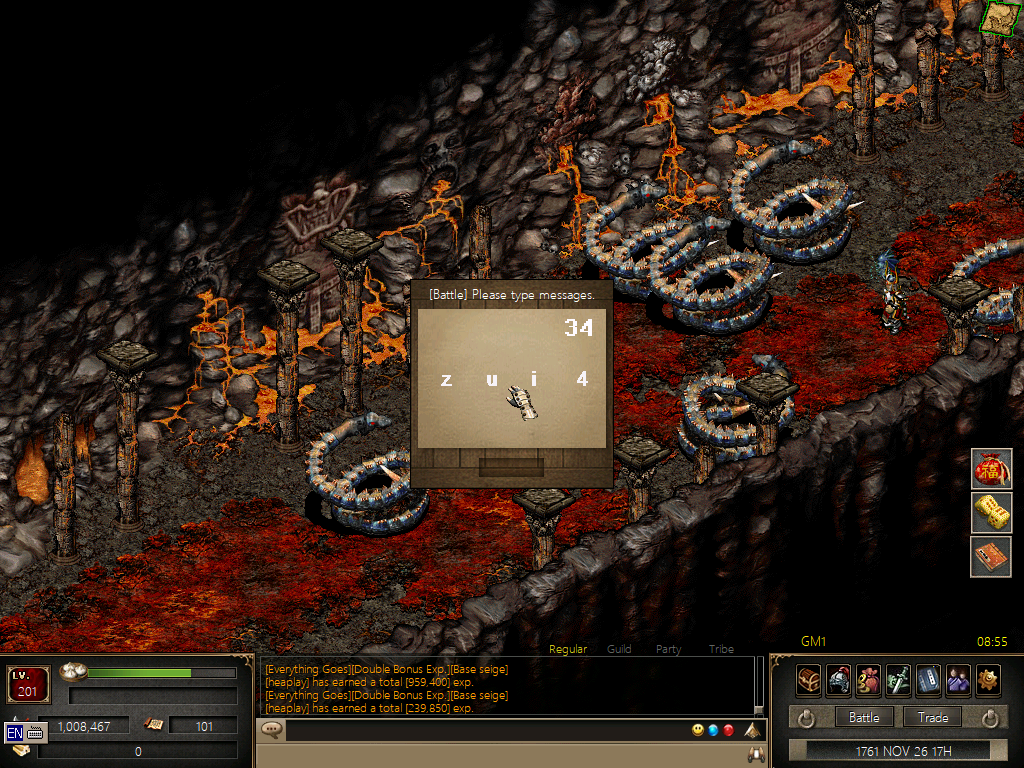 [Battle] Please type messages.
34
z u i 4
福
Regular Guild Party Tribe
GM1 08:55
[Everything Goes][Double Bonus Exp.][Base seige]
[heaplay] has earned a total [959,400] exp.
[Everything Goes][Double Bonus Exp.][Base seige]
[heaplay] has earned a total [239,850] exp.
LV.
201
1,008,467 101
EN
0
Battle Trade
1761 NOV 26 17H